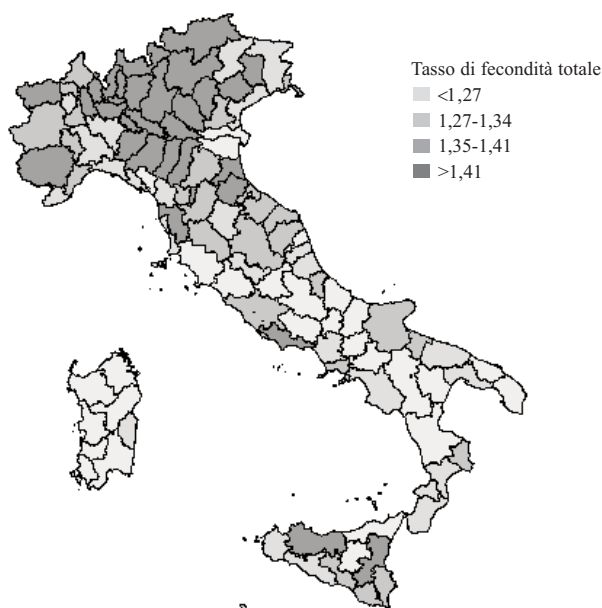 Tasso di fecondità totale
<1,27
1,27-1,34
1,35-1,41
>1,41